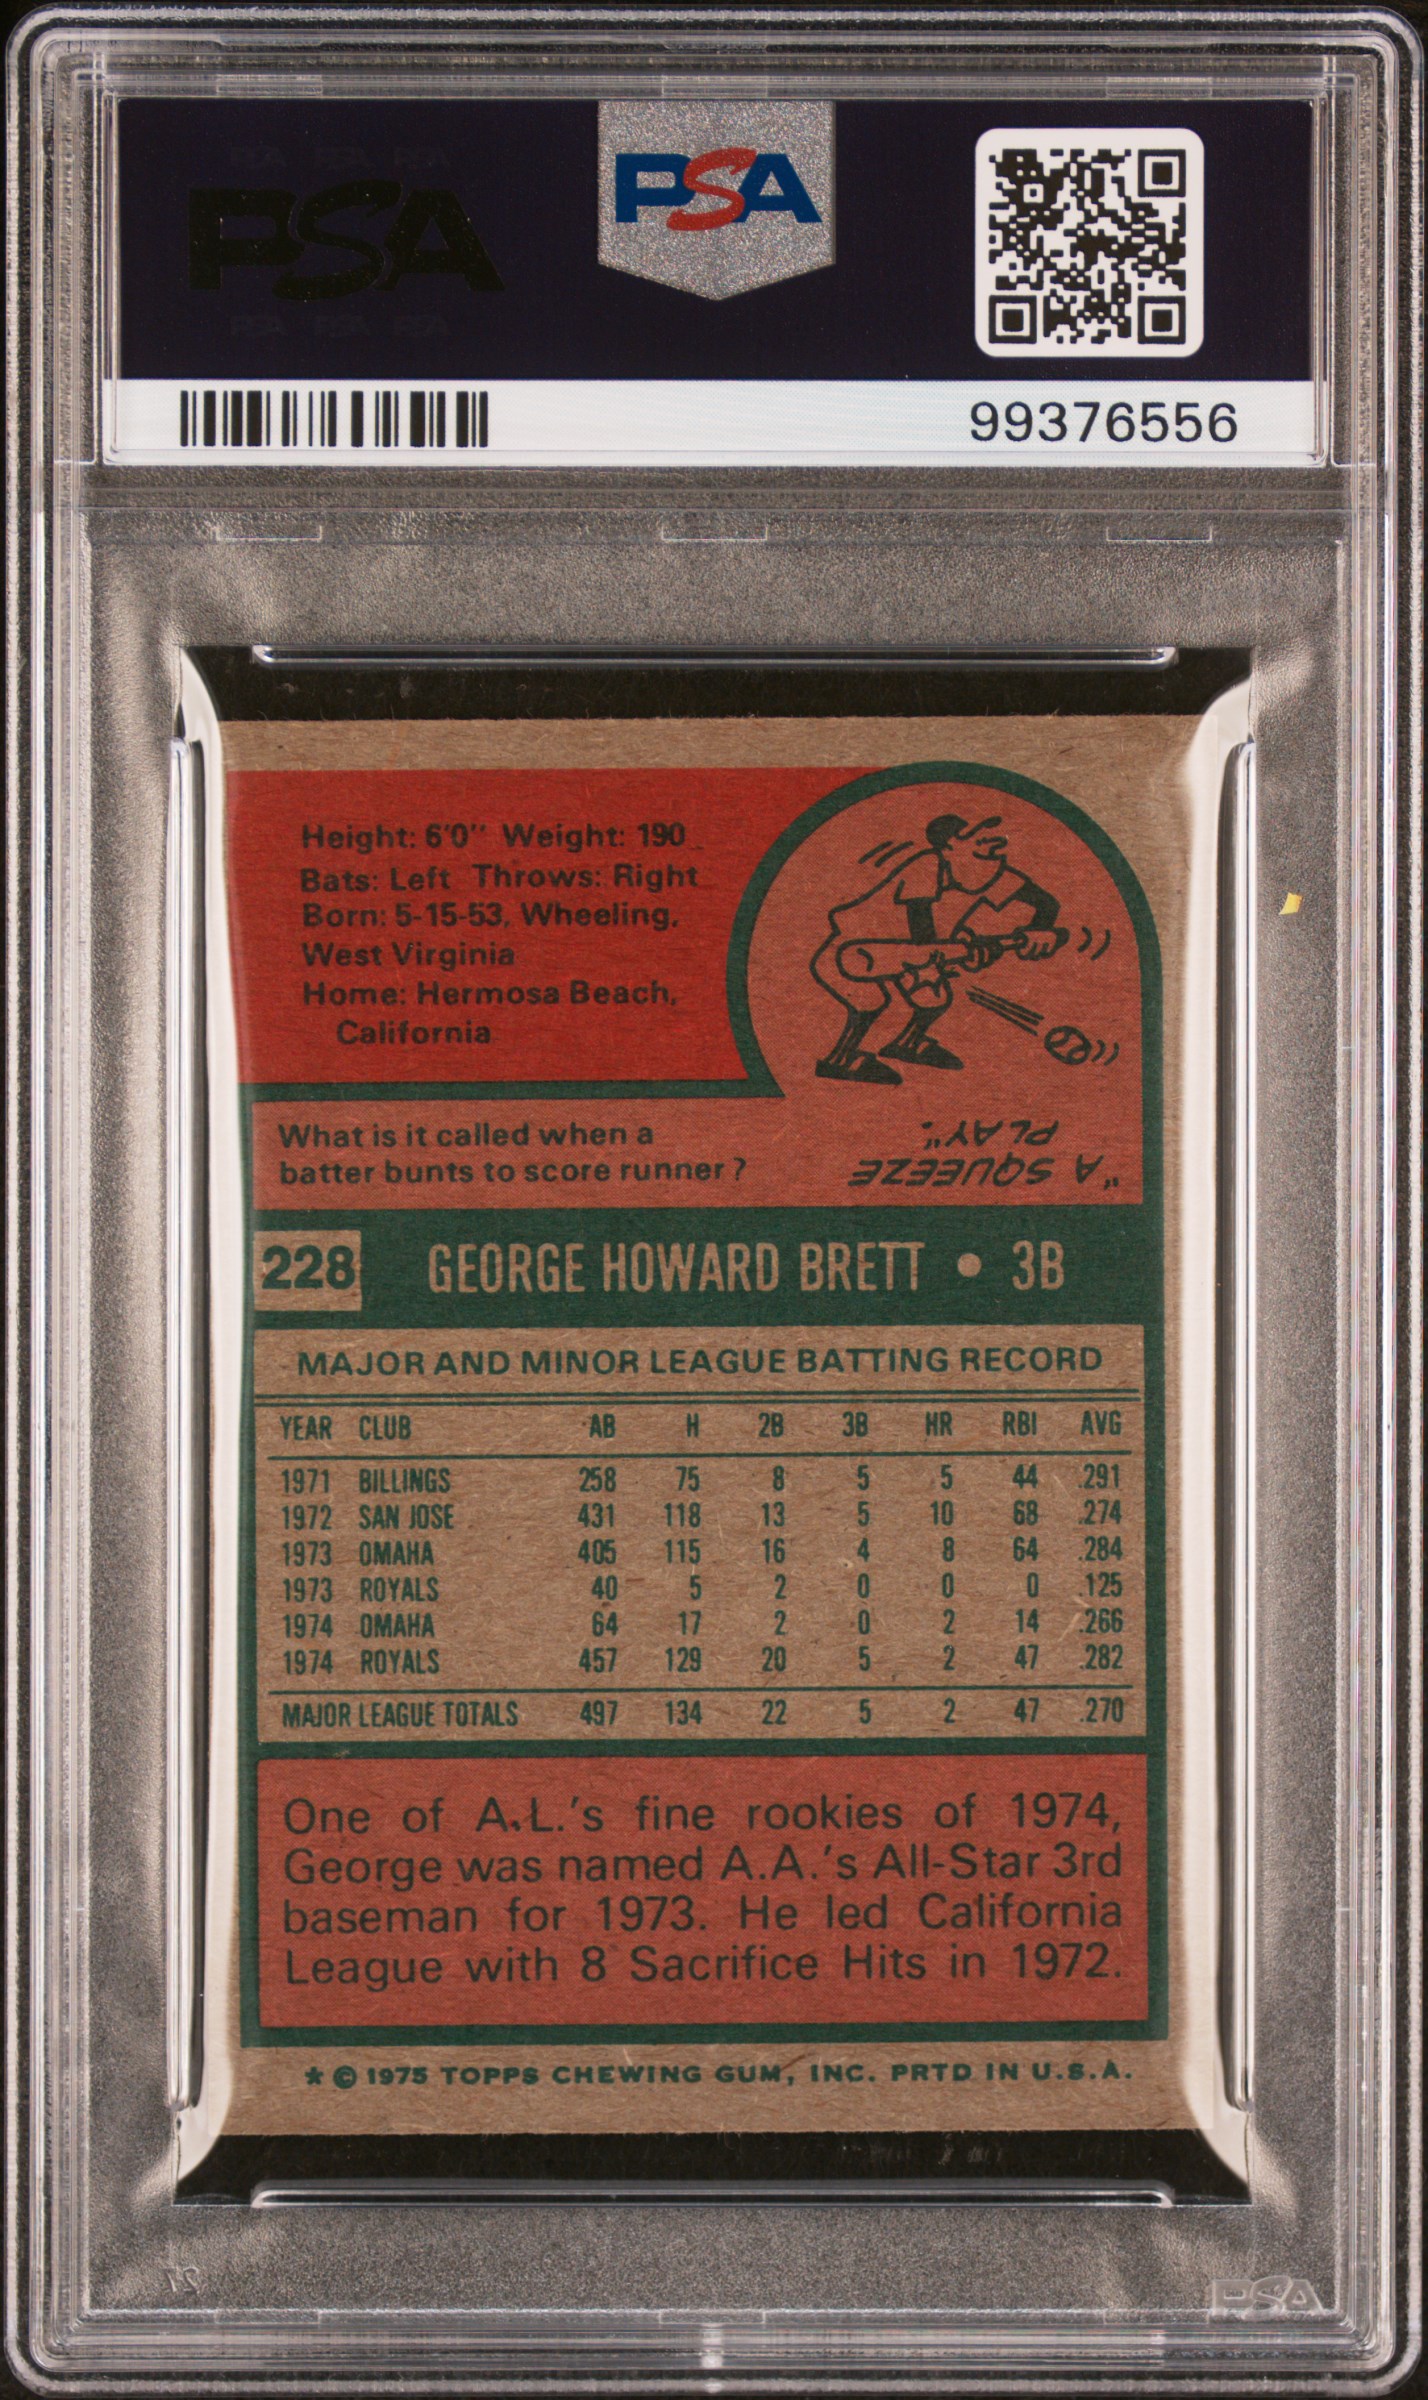 PSA PSA PSA
PSA
PSA PSA PSA
PSA
99376556
Height: 6'0" Weight: 190
Bats: Left Throws: Right
Born: 5-15-53, Wheeling,
West Virginia
Home: Hermosa Beach,
California
What is it called when a
batter bunts to score runner?
"A SQUEEZE
PLAY".
228 GEORGE HOWARD BRETT • 3B
MAJOR AND MINOR LEAGUE BATTING RECORD
YEAR CLUB AB H 2B 3B HR RBI AVG
1971 BILLINGS 258 75 8 5 5 44 .291
1972 SAN JOSE 431 118 13 5 10 68 .274
1973 OMAHA 405 115 16 4 8 64 .284
1973 ROYALS 40 5 2 0 0 0 .125
1974 OMAHA 64 17 2 0 2 14 .266
1974 ROYALS 457 129 20 5 2 47 .282
MAJOR LEAGUE TOTALS 497 134 22 5 2 47 .270
One of A.L.'s fine rookies of 1974,
George was named A.A.'s All-Star 3rd
baseman for 1973. He led California
League with 8 Sacrifice Hits in 1972.
* © 1975 TOPPS CHEWING GUM, INC. PRTD IN U.S.A.
27
PSA